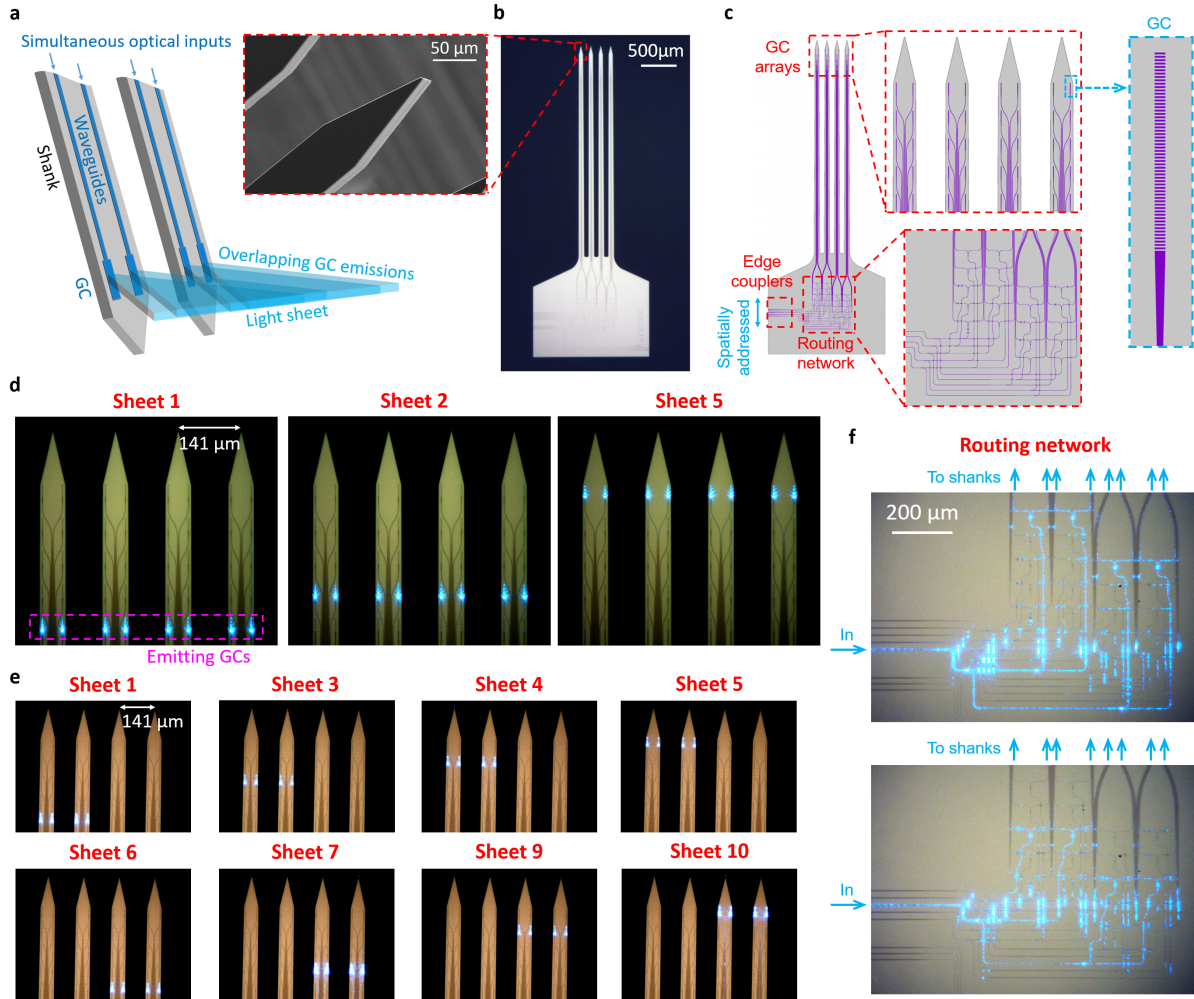 a
Simultaneous optical inputs
Waveguides
Shank
GC
Overlapping GC emissions
Light sheet
50 μm
b
500μm
c
GC
arrays
GC
Edge
couplers
Spatially
addressed
Routing
network
d
Sheet 1
Sheet 2
Sheet 5
141 μm
Emitting GCs
e
Sheet 1
Sheet 3
Sheet 4
Sheet 5
141 μm
Sheet 6
Sheet 7
Sheet 9
Sheet 10
f
Routing network
To shanks
200 μm
In
To shanks
In